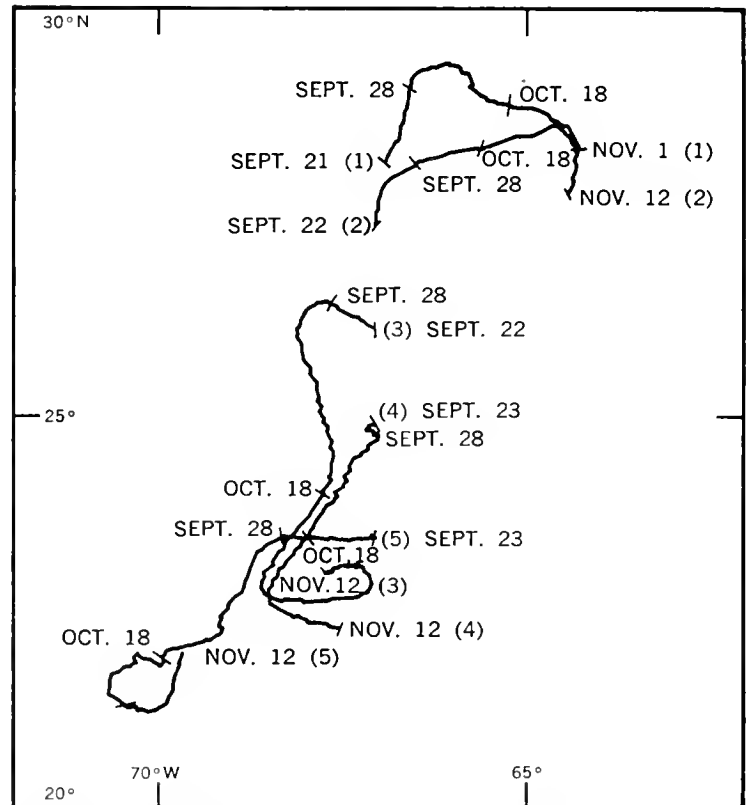 30°N
SEPT. 28
OCT. 18
SEPT. 21 (1)
OCT. 18
NOV. 1 (1)
SEPT. 28
NOV. 12 (2)
SEPT. 22 (2)
SEPT. 28
(3) SEPT. 22
25°
(4) SEPT. 23
SEPT. 28
OCT. 18
SEPT. 28
(5) SEPT. 23
OCT.18
NOV.12 (3)
NOV. 12 (4)
OCT. 18
NOV. 12 (5)
70°W
65°
20°